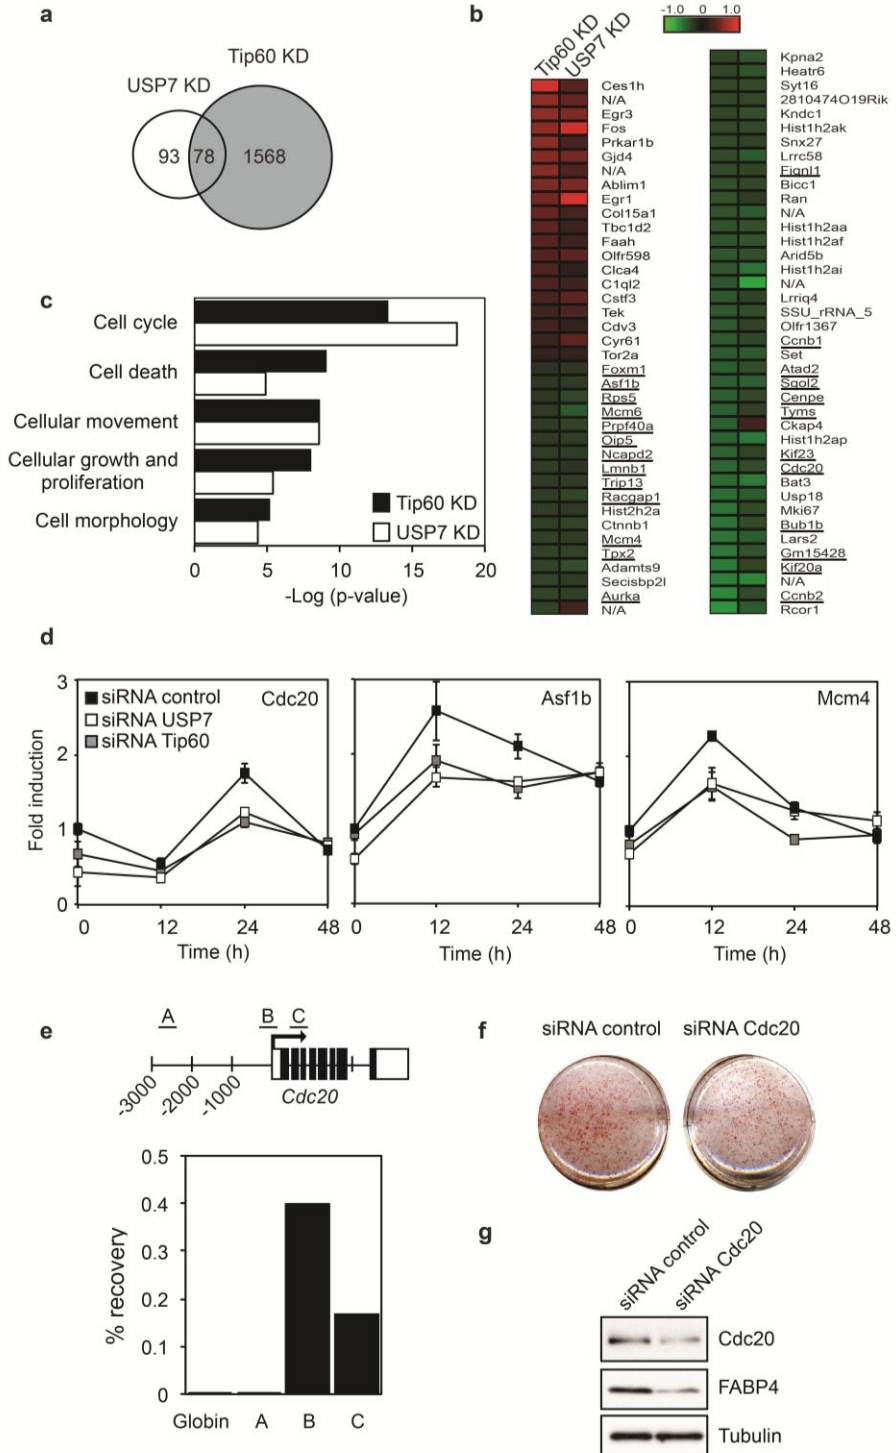 a
Tip60 KD
USP7 KD
93
78
1568
b
-1.0 0 1.0
Tip60 KD
USP7 KD
Ces1h
N/A
Egr3
Fos
Prkar1b
Gjd4
N/A
Ablim1
Egr1
Col15a1
Tbc1d2
Faah
Olfr598
Clca4
C1ql2
Cstf3
Tek
Cdv3
Cyr61
Tor2a
Foxm1
Asf1b
Rps5
Mcm6
Prpf40a
Oip5
Ncapd2
Lmnb1
Trip13
Racgap1
Hist2h2a
Ctnnb1
Mcm4
Tpx2
Adamts9
Secisbp2l
Aurka
N/A
Kpna2
Heatr6
Syt16
2810474O19Rik
Kndc1
Hist1h2ak
Snx27
Lrrc58
Fignl1
Bicc1
Ran
N/A
Hist1h2aa
Hist1h2af
Arid5b
Hist1h2ai
N/A
Lrriq4
SSU_rRNA_5
Olfr1367
Ccnb1
Set
Atad2
Sgol2
Cenpe
Tyms
Ckap4
Hist1h2ap
Kif23
Cdc20
Bat3
Usp18
Mki67
Bub1b
Lars2
Gm15428
Kif20a
N/A
Ccnb2
Rcor1
c
Cell cycle
Cell death
Cellular movement
Cellular growth and
proliferation
Cell morphology
Tip60 KD
USP7 KD
0 5 10 15 20
-Log (p-value)
d
Fold induction
3
2
1
0
siRNA control
siRNA USP7
siRNA Tip60
Cdc20
0 12 24 48
Time (h)
Asf1b
0 12 24 48
Time (h)
Mcm4
0 12 24 48
Time (h)
e
A B C
-3000
-2000
-1000
Cdc20
% recovery
0.5
0.4
0.3
0.2
0.1
0
Globin A B C
f
siRNA control
siRNA Cdc20
g
siRNA control
siRNA Cdc20
Cdc20
FABP4
Tubulin